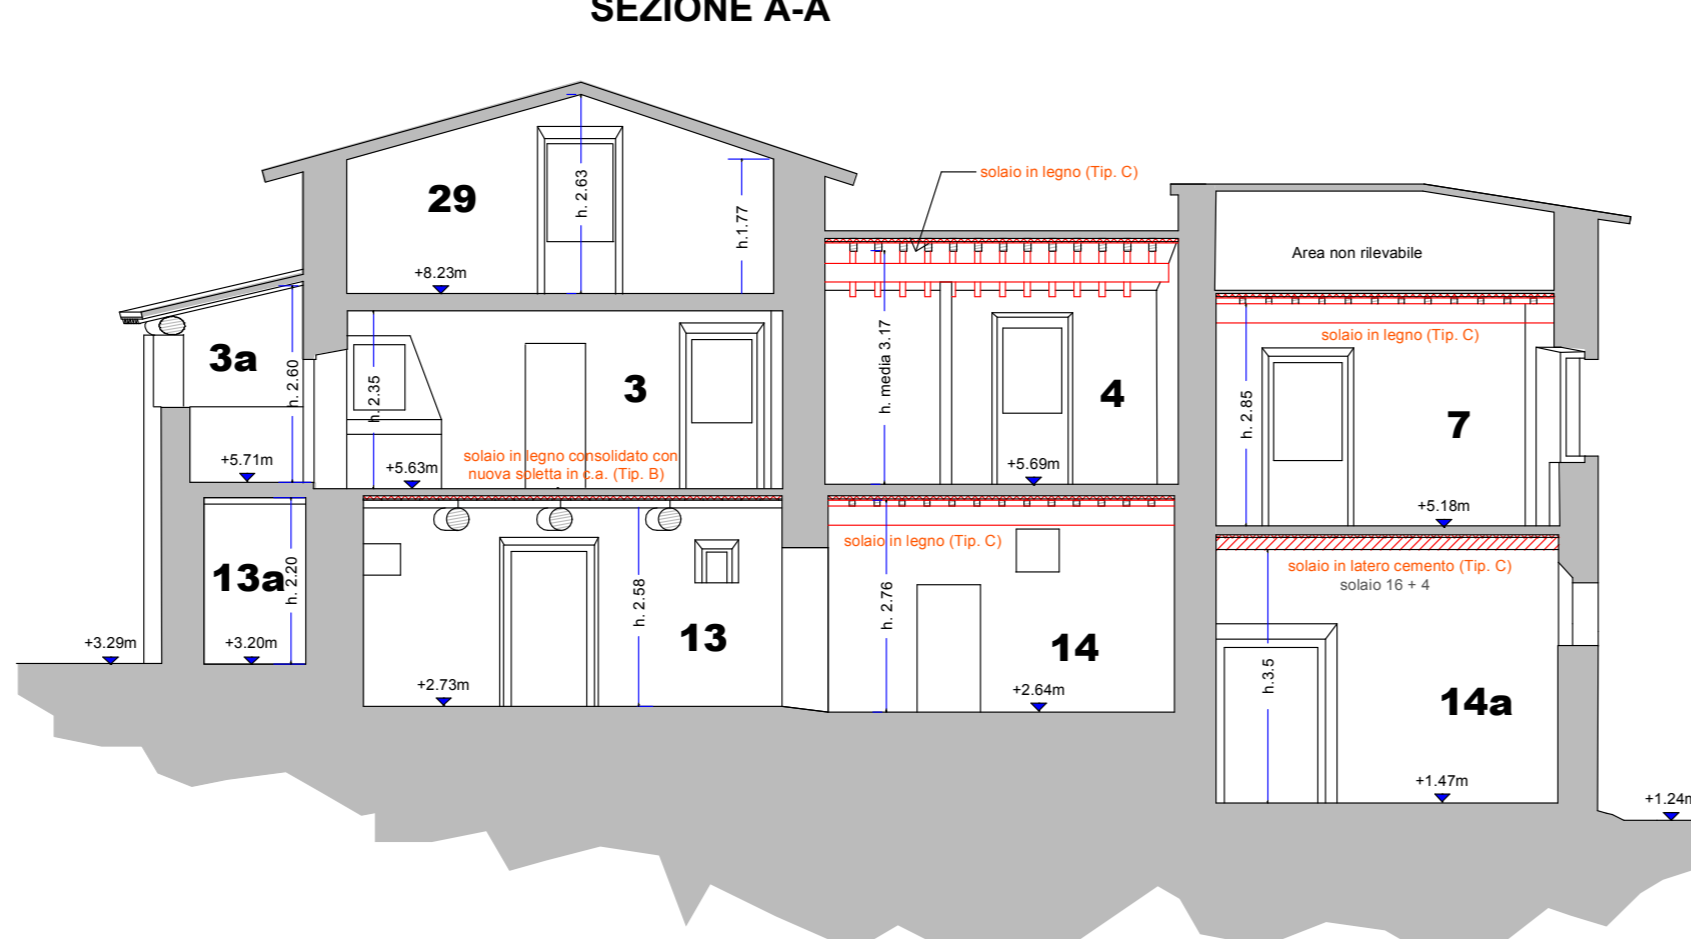 SEZIONE A-A
solaio in legno (Tip. C)
29
h. 2.63
h.1.77
+8.23m
Area non rilevabile
3a
h. 2.60
h. 2.35
3
h. media 3.17
4
solaio in legno (Tip. C)
h. 2.85
7
+5.71m
+5.63m
solaio in legno consolidato con
nuova soletta in c.a. (Tip. B)
+5.69m
+5.18m
13a
h. 2.20
h. 2.58
13
solaio in legno (Tip. C)
h. 2.76
14
solaio in latero cemento (Tip. C)
solaio 16 + 4
h.3.5
14a
+3.29m
+3.20m
+2.73m
+2.64m
+1.47m
+1.24m